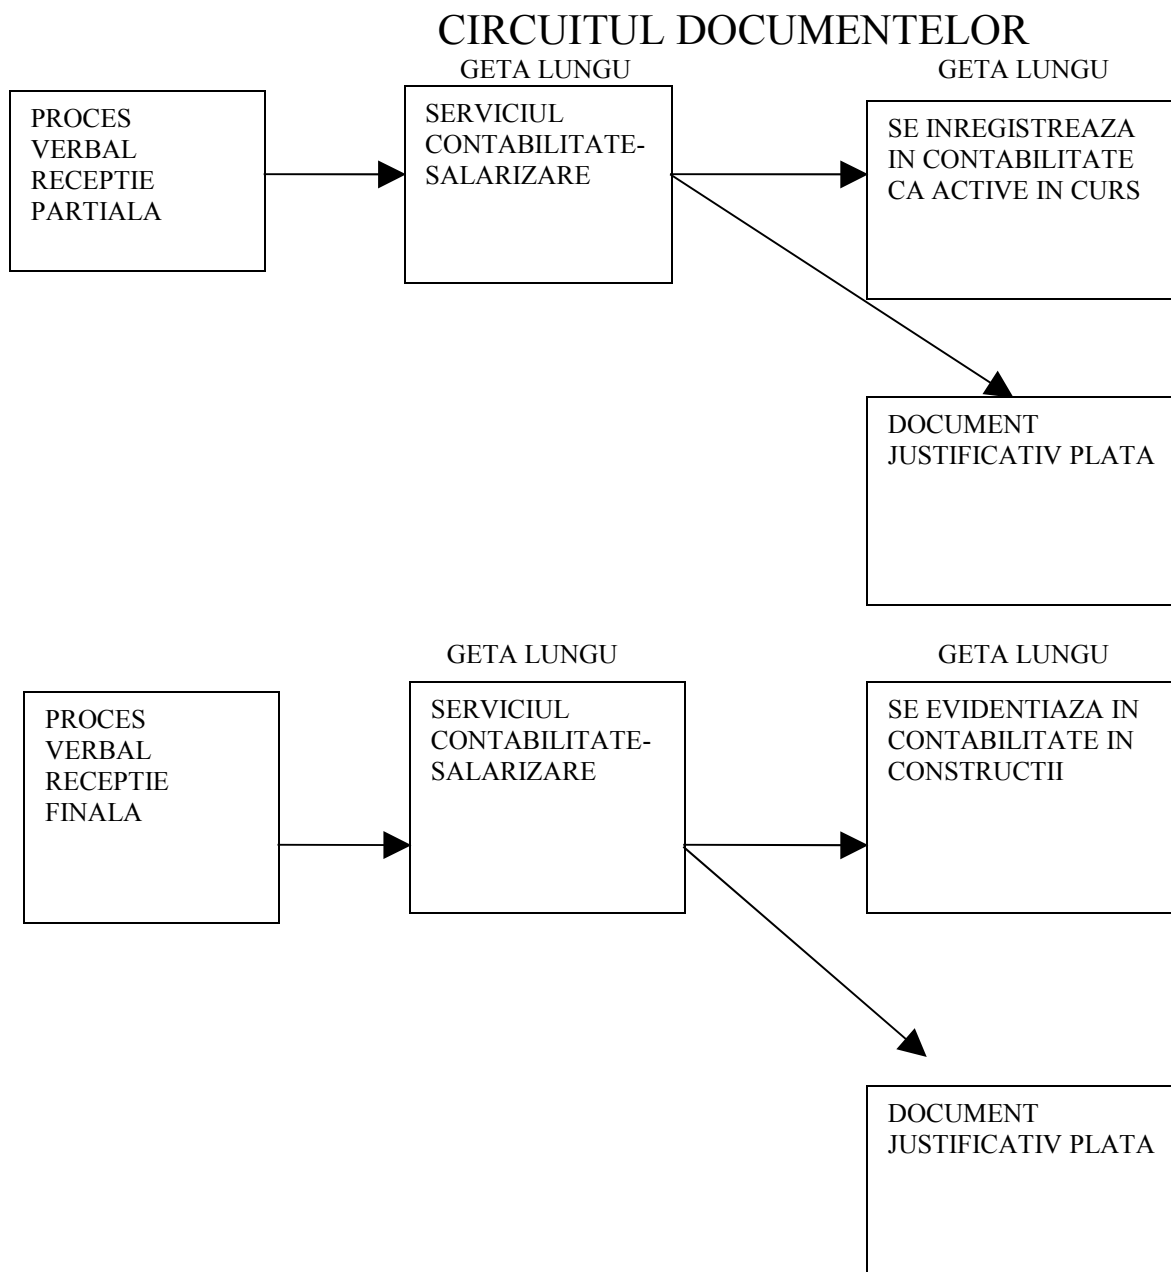 CIRCUITUL DOCUMENTELOR
GETA LUNGU
GETA LUNGU
PROCES
VERBAL
RECEPTIE
PARTIALA
SERVICIUL
CONTABILITATE-
SALARIZARE
SE INREGISTREAZA
IN CONTABILITATE
CA ACTIVE IN CURS
DOCUMENT
JUSTIFICATIV PLATA
GETA LUNGU
GETA LUNGU
PROCES
VERBAL
RECEPTIE
FINALA
SERVICIUL
CONTABILITATE-
SALARIZARE
SE EVIDENTIAZA IN
CONTABILITATE IN
CONSTRUCTII
DOCUMENT
JUSTIFICATIV PLATA